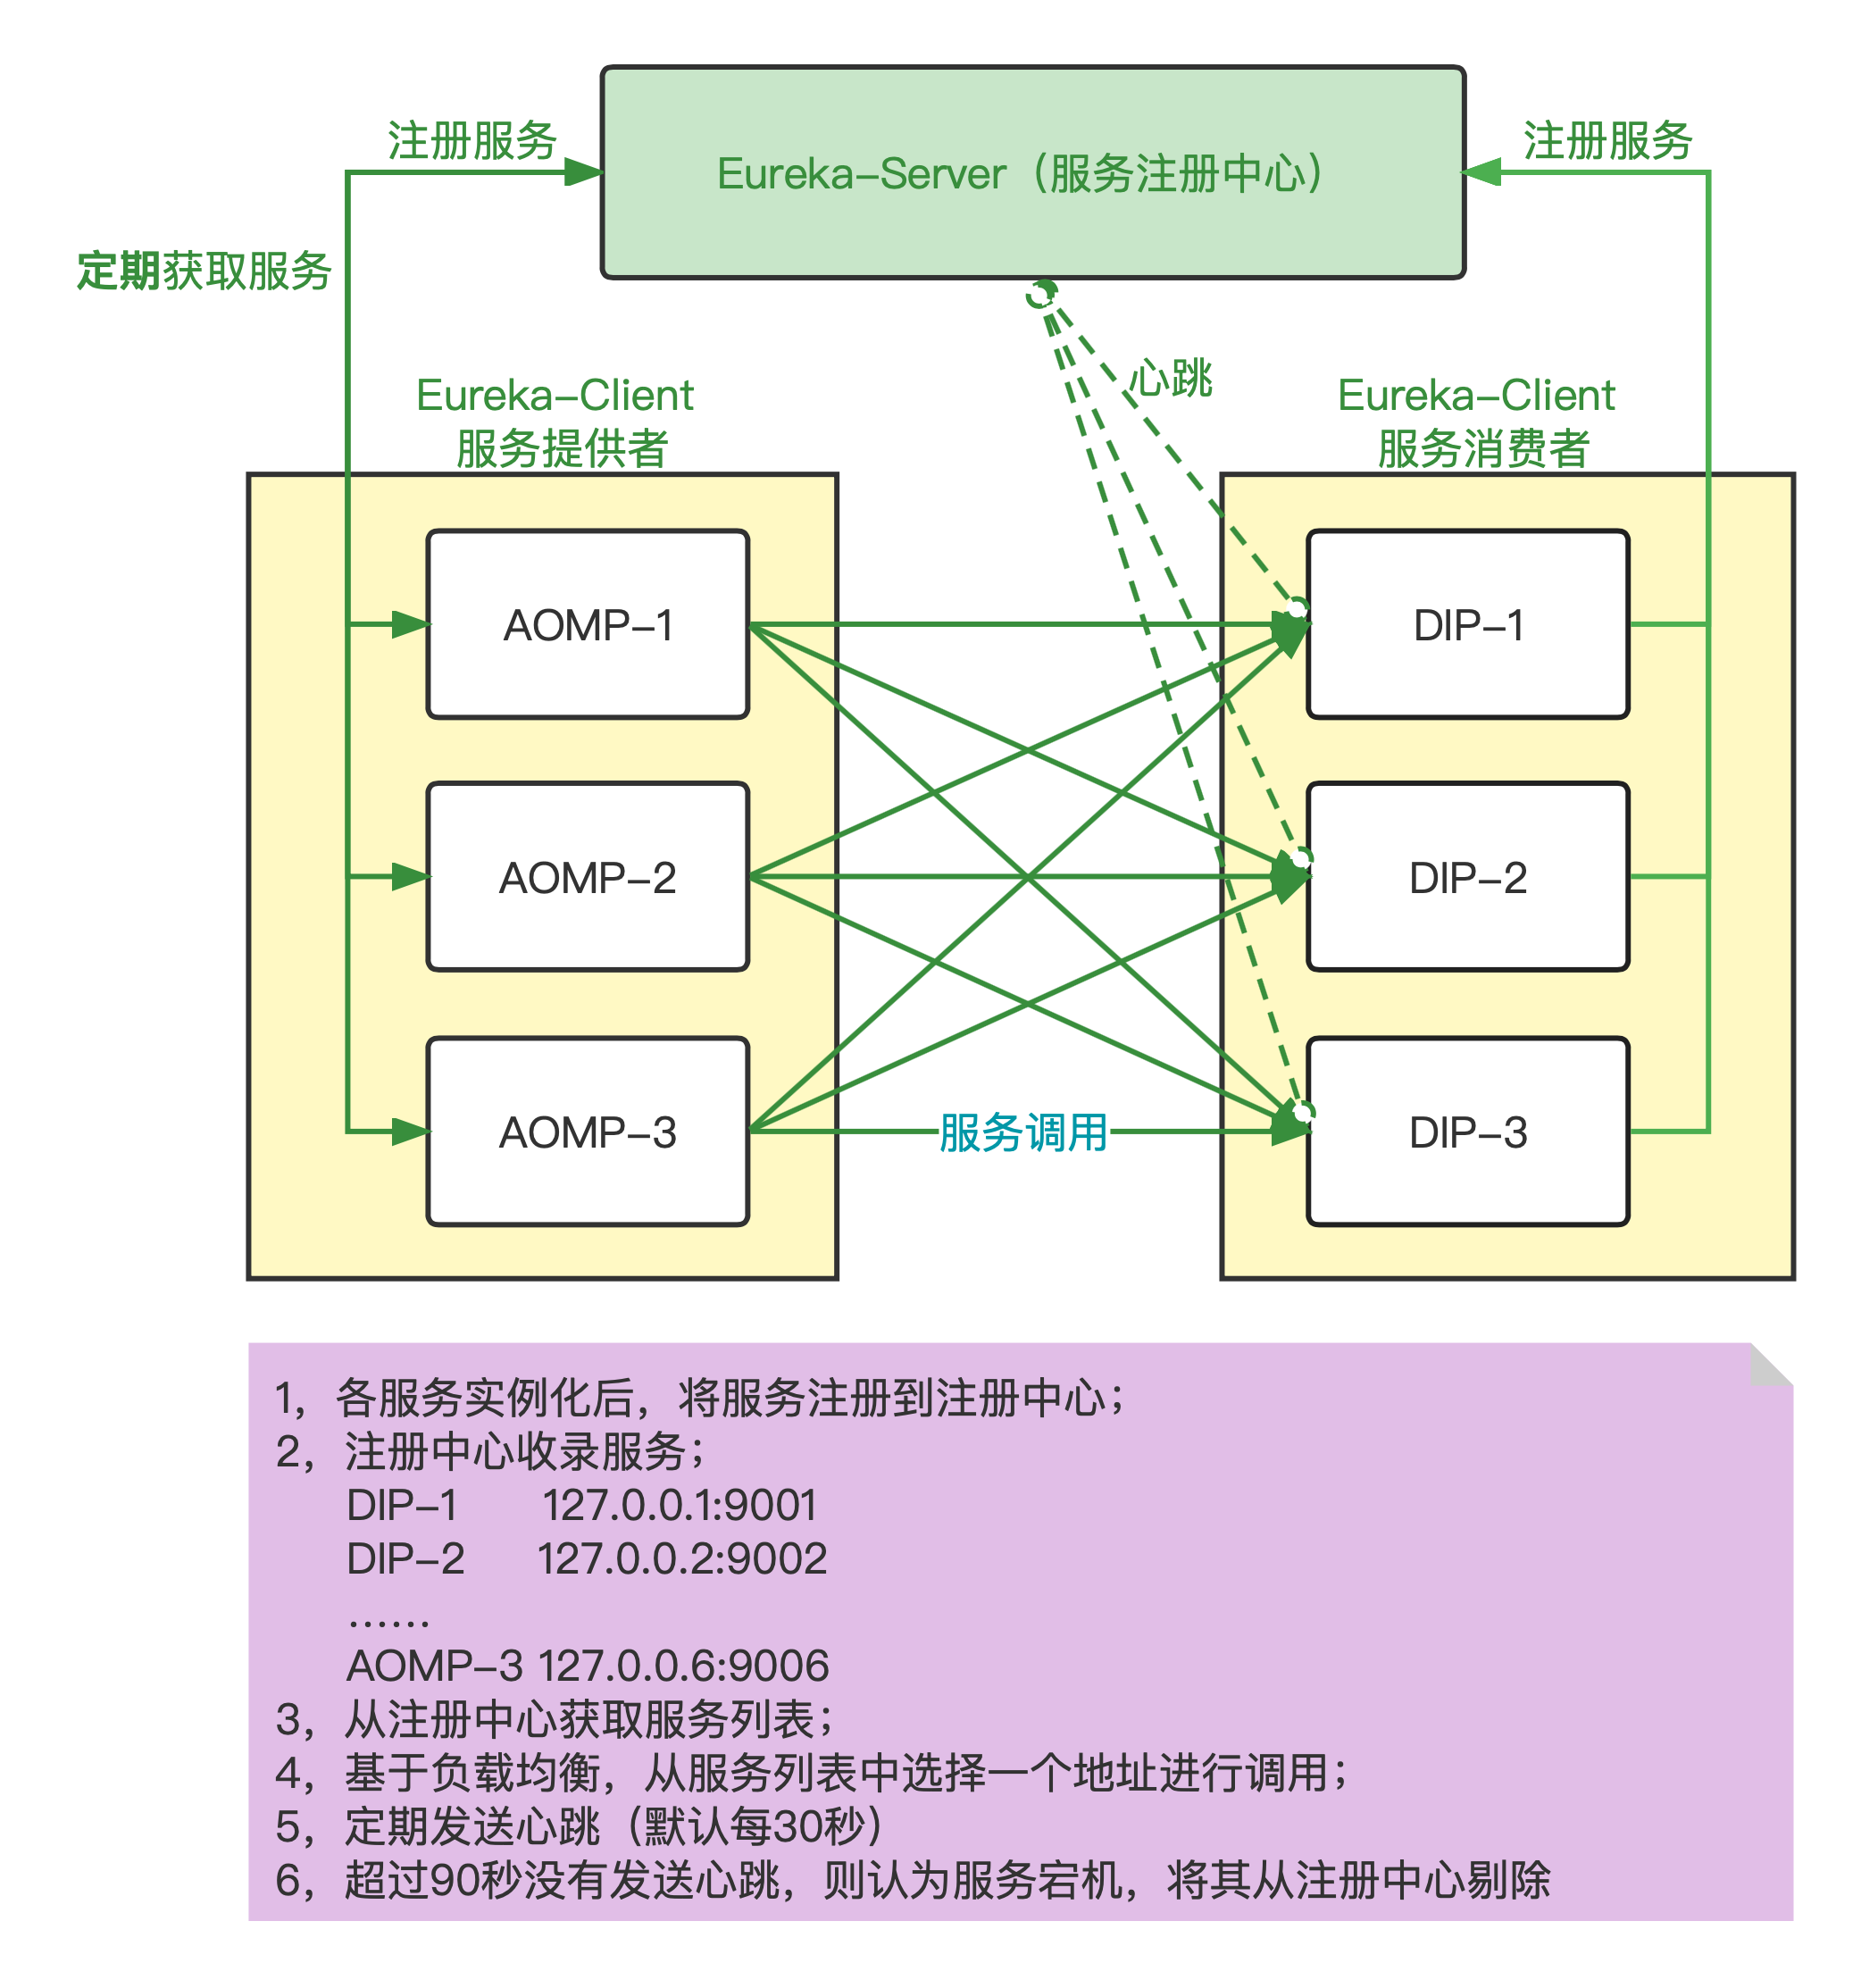 注册服务
注册服务
Eureka-Server（服务注册中心）
定期获取服务
心跳
Eureka-Client
服务提供者
Eureka-Client
服务消费者
AOMP-1
DIP-1
AOMP-2
DIP-2
AOMP-3
服务调用
DIP-3
1，各服务实例化后，将服务注册到注册中心；
2，注册中心收录服务；
DIP-1 127.0.0.1:9001
DIP-2 127.0.0.2:9002
……
AOMP-3 127.0.0.6:9006
3，从注册中心获取服务列表；
4，基于负载均衡，从服务列表中选择一个地址进行调用；
5，定期发送心跳（默认每30秒）
6，超过90秒没有发送心跳，则认为服务宕机，将其从注册中心剔除